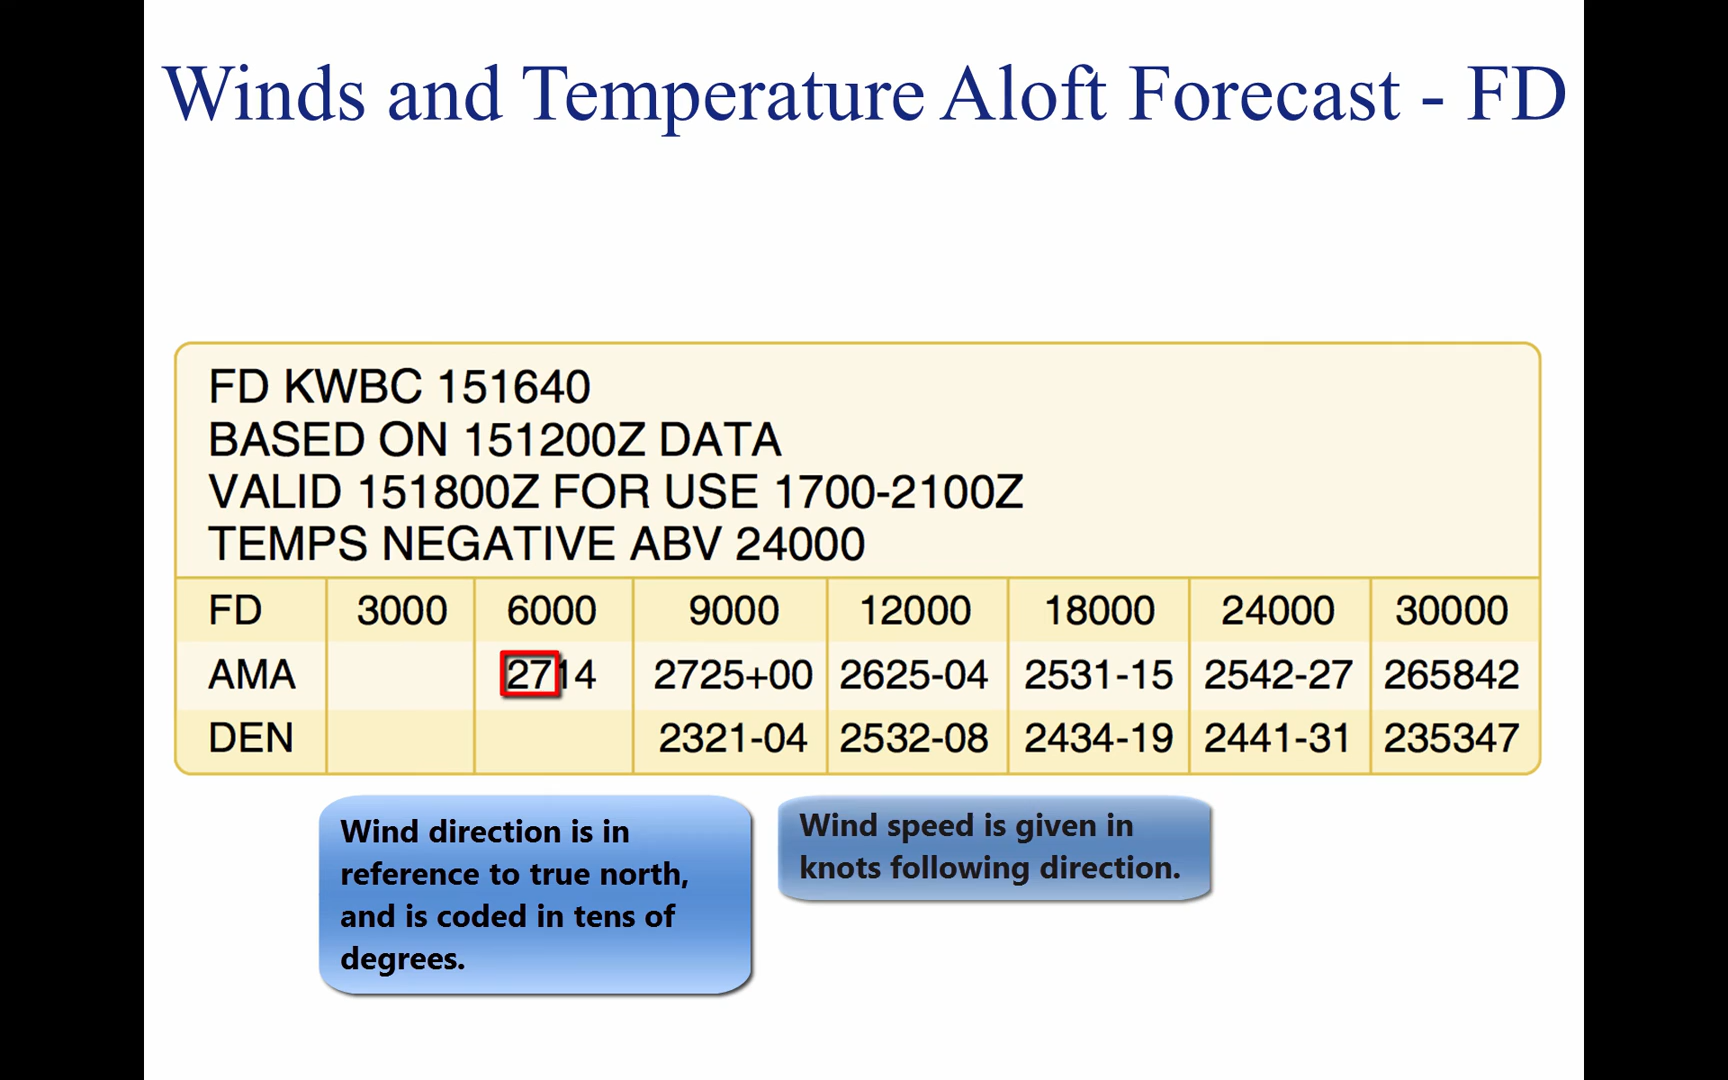 Winds and Temperature Aloft Forecast - FD
FD KWBC 151640
BASED ON 151200Z DATA
VALID 151800Z FOR USE 1700-2100Z
TEMPS NEGATIVE ABV 24000
FD 3000 6000 9000 12000 18000 24000 30000
AMA 2714 2725+00 2625-04 2531-15 2542-27 265842
DEN 2321-04 2532-08 2434-19 2441-31 235347
Wind direction is in
reference to true north,
and is coded in tens of
degrees.
Wind speed is given in
knots following direction.